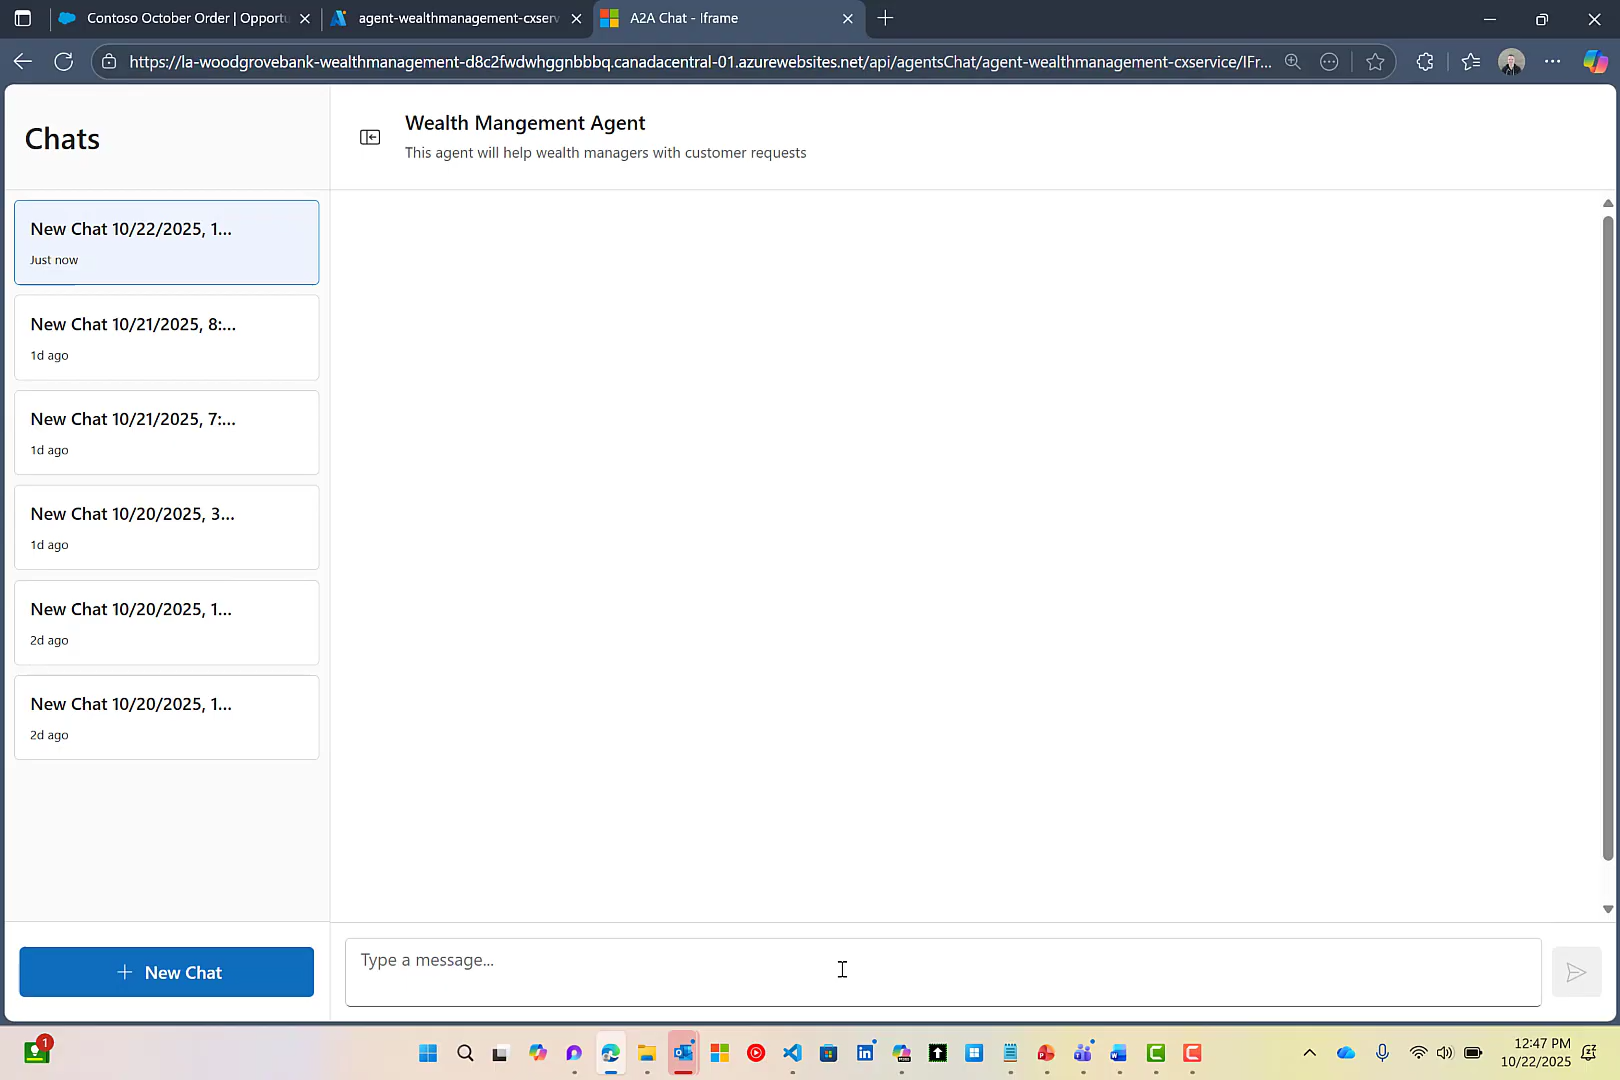 Contoso October Order | Opportu
agent-wealthmanagement-cxserv
A2A Chat - Iframe
https://la-woodgrovebank-wealthmanagement-d8c2fwdwhggnbbbq.canadacentral-01.azurewebsites.net/api/agentsChat/agent-wealthmanagement-cxservice/IFr...
Chats
Wealth Mangement Agent
This agent will help wealth managers with customer requests
New Chat 10/22/2025, 1...
Just now
New Chat 10/21/2025, 8:...
1d ago
New Chat 10/21/2025, 7:...
1d ago
New Chat 10/20/2025, 3...
1d ago
New Chat 10/20/2025, 1...
2d ago
New Chat 10/20/2025, 1...
2d ago
New Chat
Type a message...
1
12:47 PM
10/22/2025